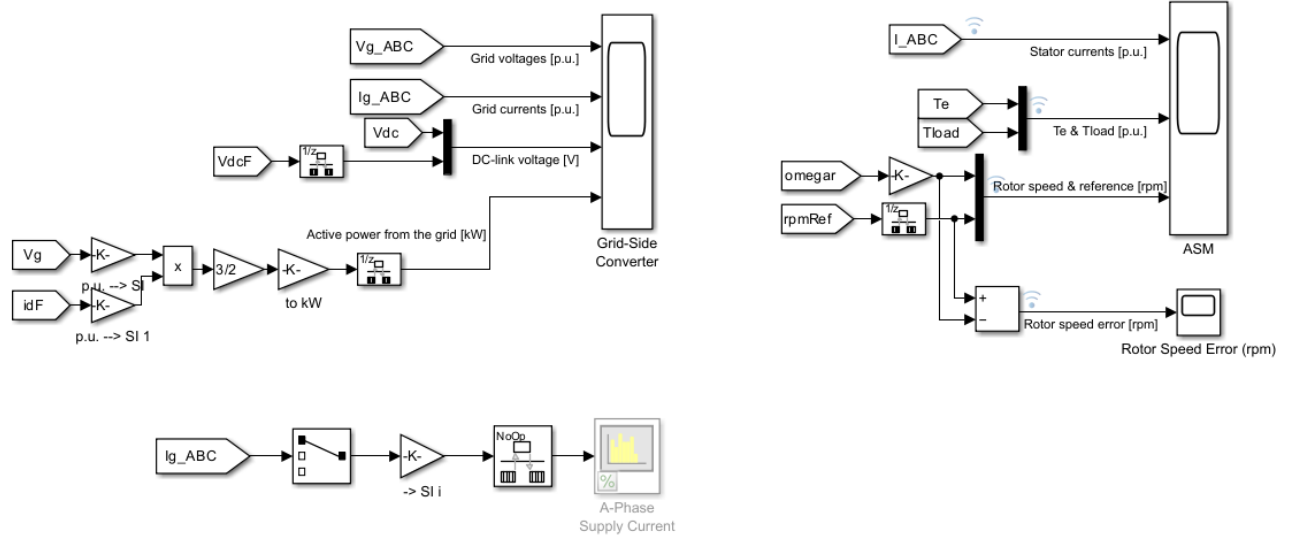 Vg_ABC
Grid voltages [p.u.]
Ig_ABC
Grid currents [p.u.]
Vdc
VdcF
1/z
DC-link voltage [V]
Active power from the grid [kW]
Grid-Side
Converter
Vg
-K-
p.u. --> SI
x
3/2
-K-
to kW
1/z
idF
-K-
p.u. --> SI 1
I_ABC
Stator currents [p.u.]
Te
Tload
Te & Tload [p.u.]
omegar
-K-
Rotor speed & reference [rpm]
rpmRef
1/z
ASM
+
−
Rotor speed error [rpm]
Rotor Speed Error (rpm)
Ig_ABC
-K-
-> SI i
NoOp
%
A-Phase
Supply Current